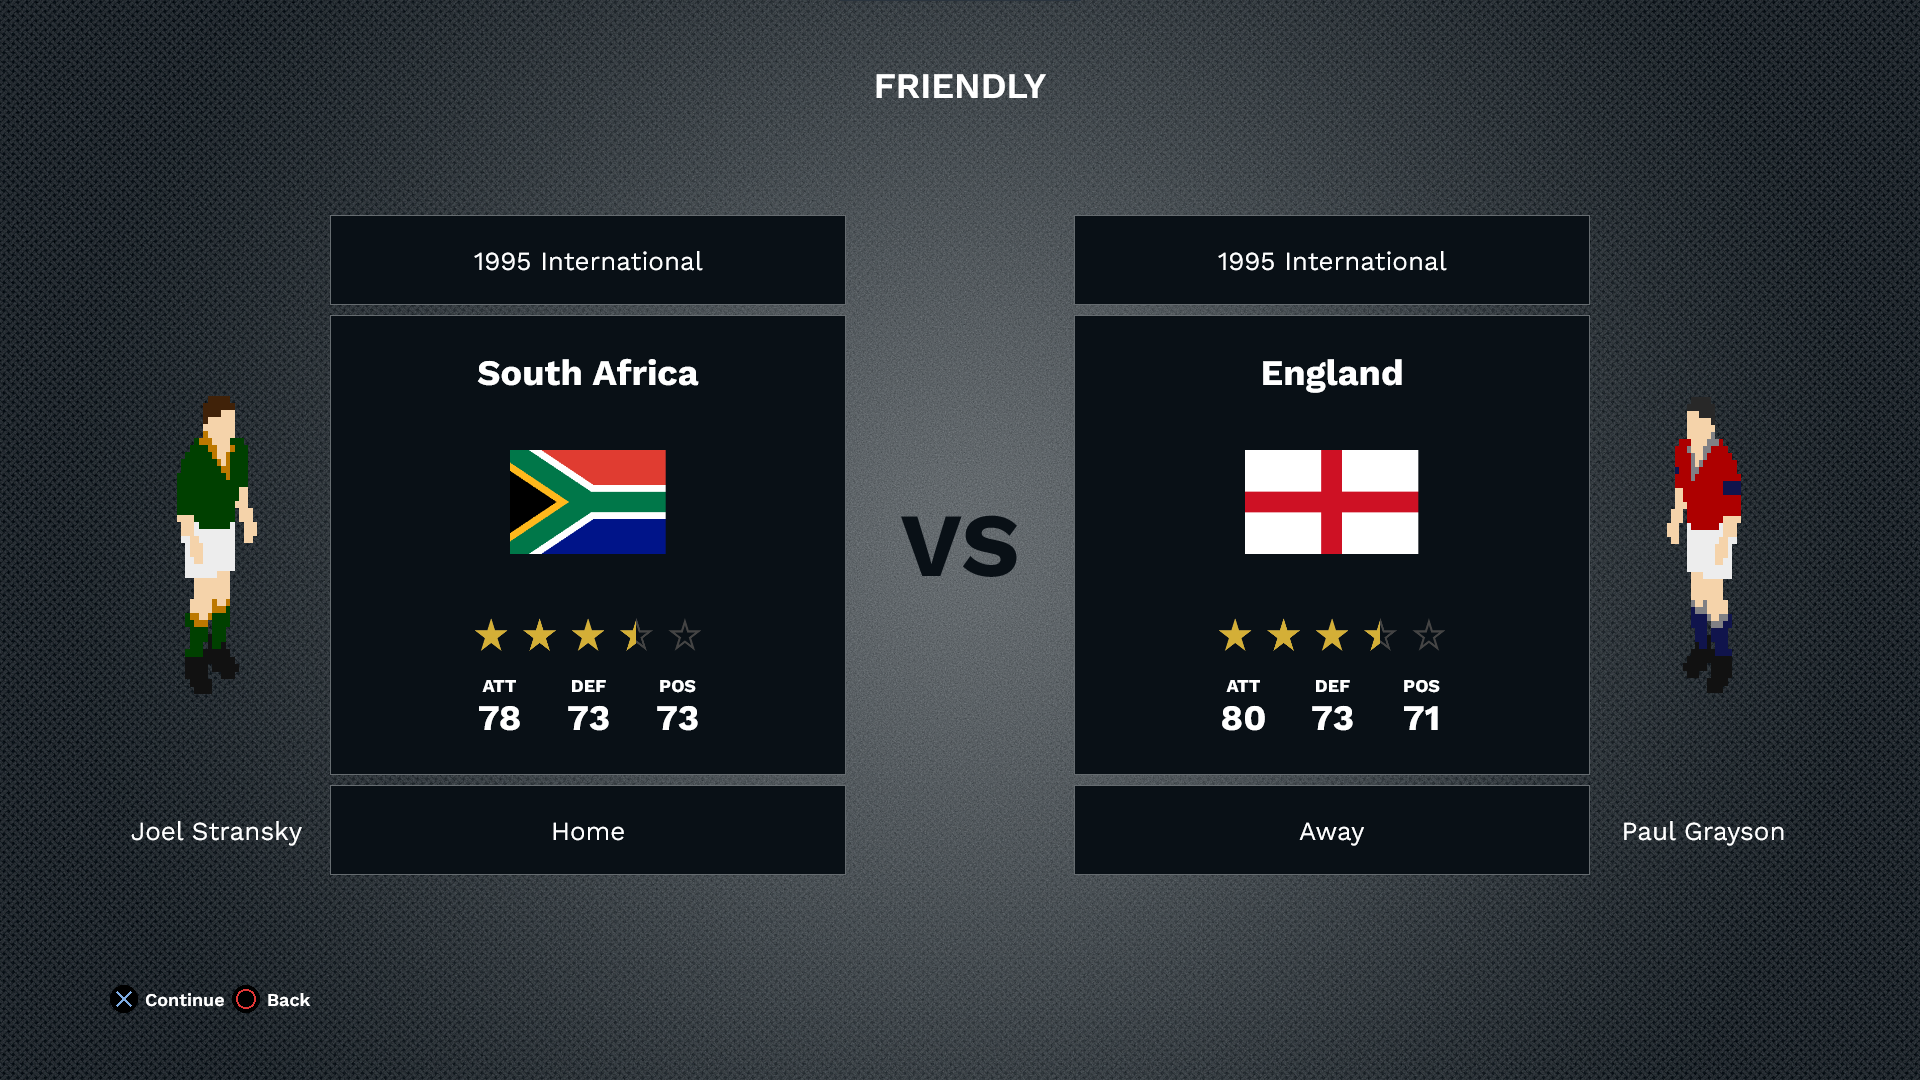 FRIENDLY
1995 International
1995 International
South Africa
England
VS
ATT DEF POS
78 73 73
ATT DEF POS
80 73 71
Joel Stransky
Home
Away
Paul Grayson
Continue
Back